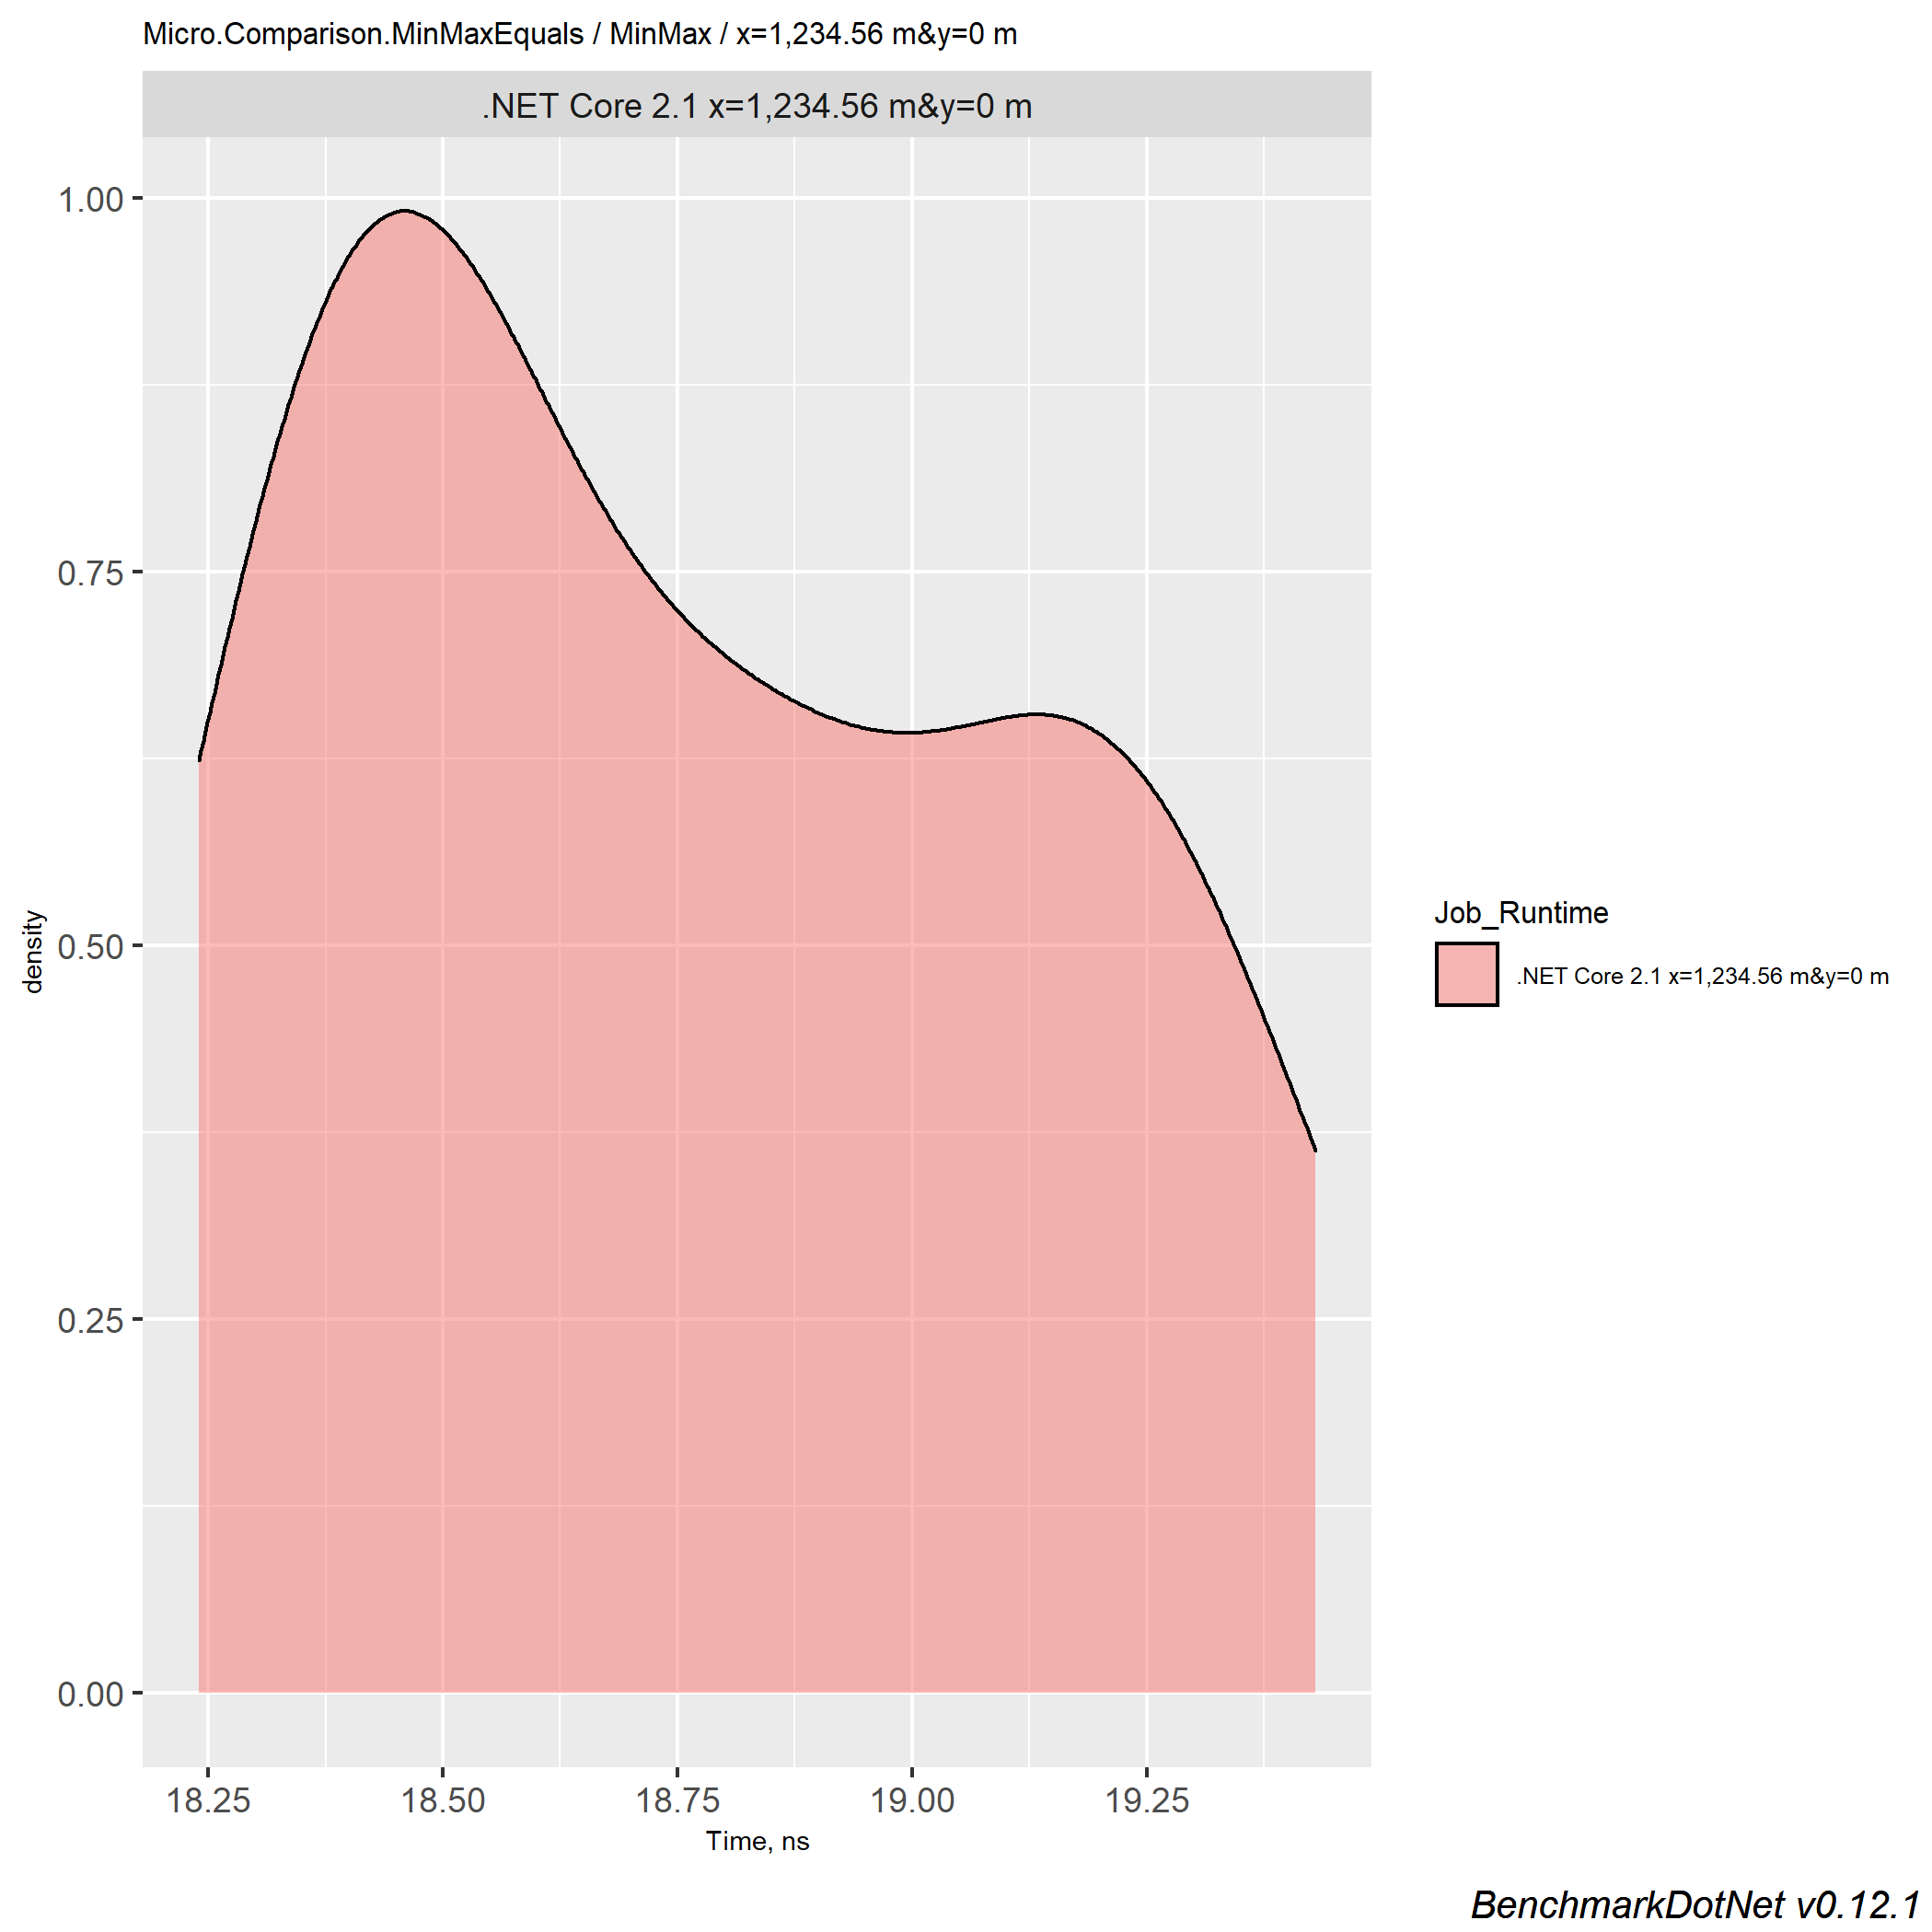 Micro.Comparison.MinMaxEquals / MinMax / x=1,234.56 m&y=0 m
.NET Core 2.1 x=1,234.56 m&y=0 m
1.00
0.75
0.50
0.25
0.00
density
18.25 18.50 18.75 19.00 19.25
Time, ns
Job_Runtime
.NET Core 2.1 x=1,234.56 m&y=0 m
BenchmarkDotNet v0.12.1